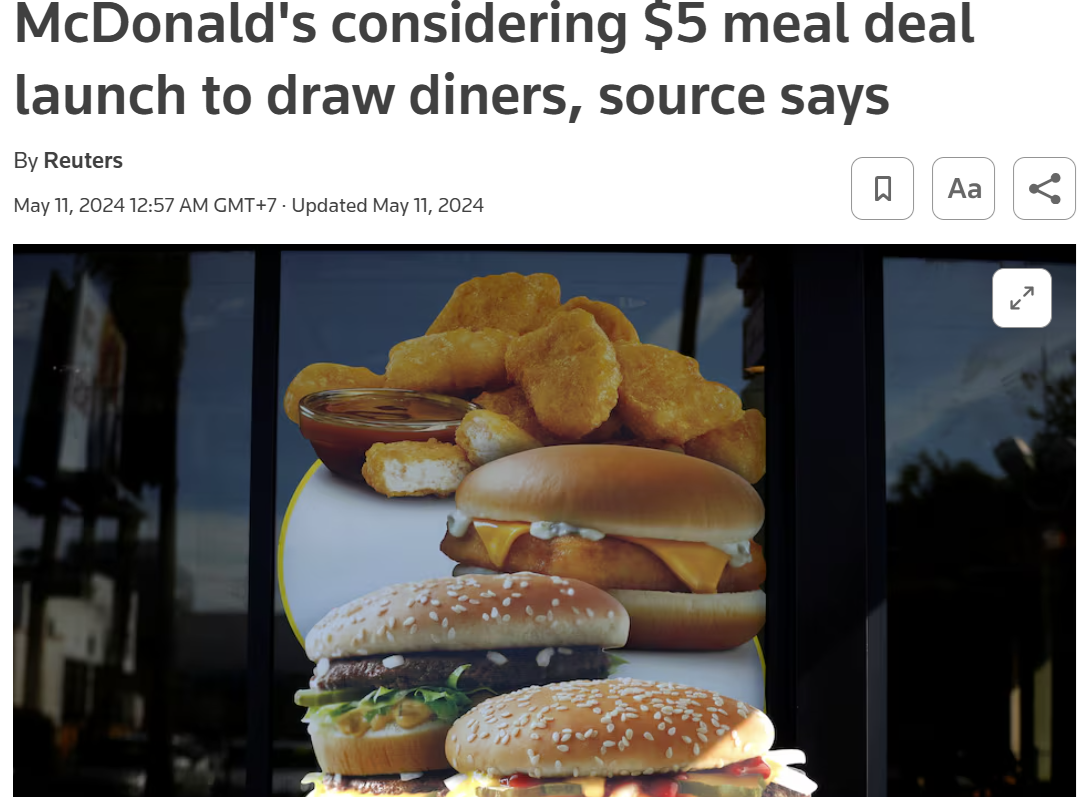 McDonald's considering $5 meal deal
launch to draw diners, source says
By Reuters
May 11, 2024 12:57 AM GMT+7 · Updated May 11, 2024
Aa